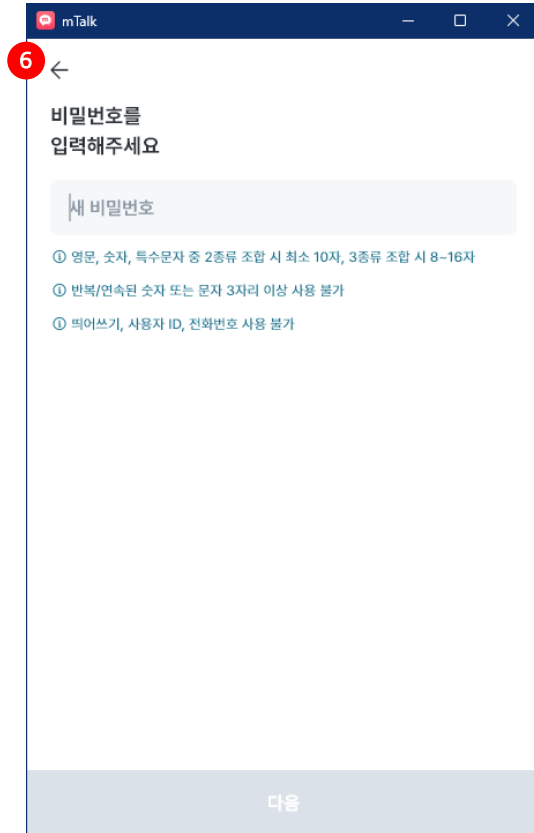 mTalk
6
비밀번호를
입력해주세요
새 비밀번호
영문, 숫자, 특수문자 중 2종류 조합 시 최소 10자, 3종류 조합 시 8~16자
반복/연속된 숫자 또는 문자 3자리 이상 사용 불가
띄어쓰기, 사용자 ID, 전화번호 사용 불가
다음